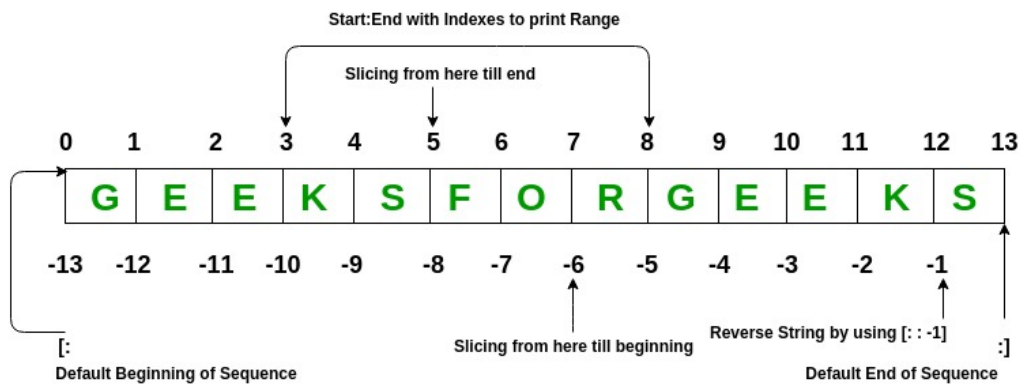 Start:End with Indexes to print Range
Slicing from here till end
0 1 2 3 4 5 6 7 8 9 10 11 12 13
G E E K S F O R G E E K S
-13 -12 -11 -10 -9 -8 -7 -6 -5 -4 -3 -2 -1
Reverse String by using [: : -1]
Slicing from here till beginning
[: :]
Default Beginning of Sequence Default End of Sequence